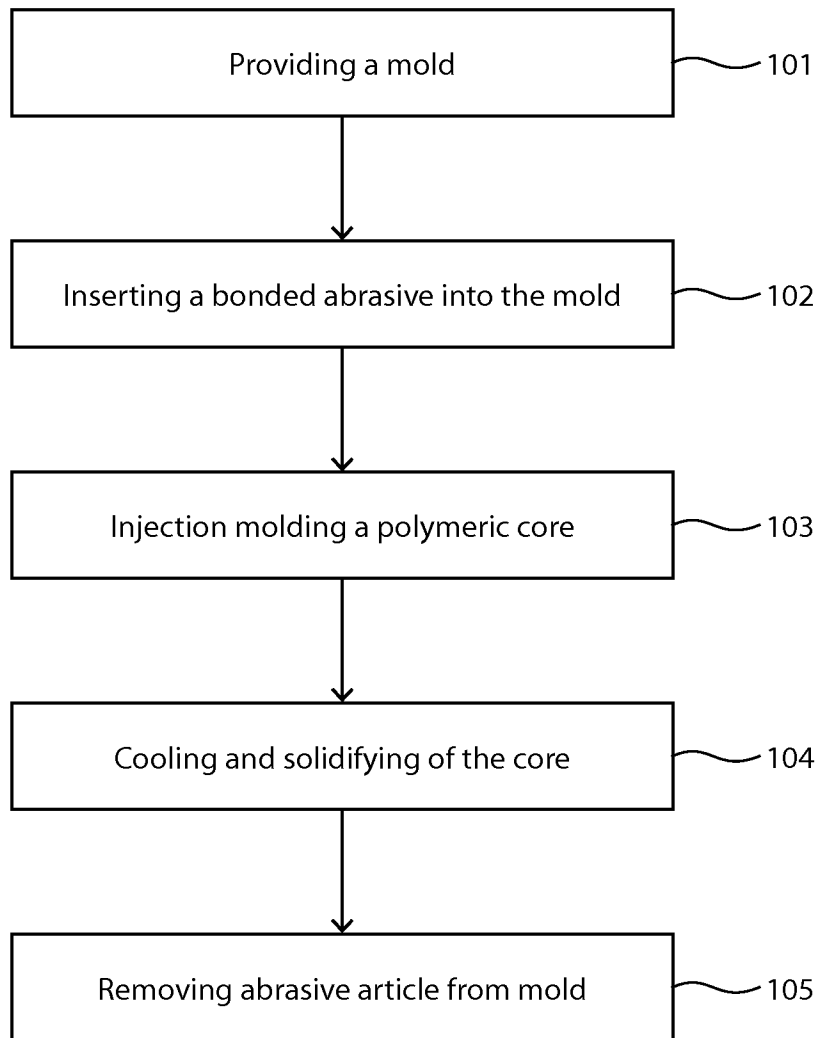 Providing a mold
101
Inserting a bonded abrasive into the mold
102
Injection molding a polymeric core
103
Cooling and solidifying of the core
104
Removing abrasive article from mold
105